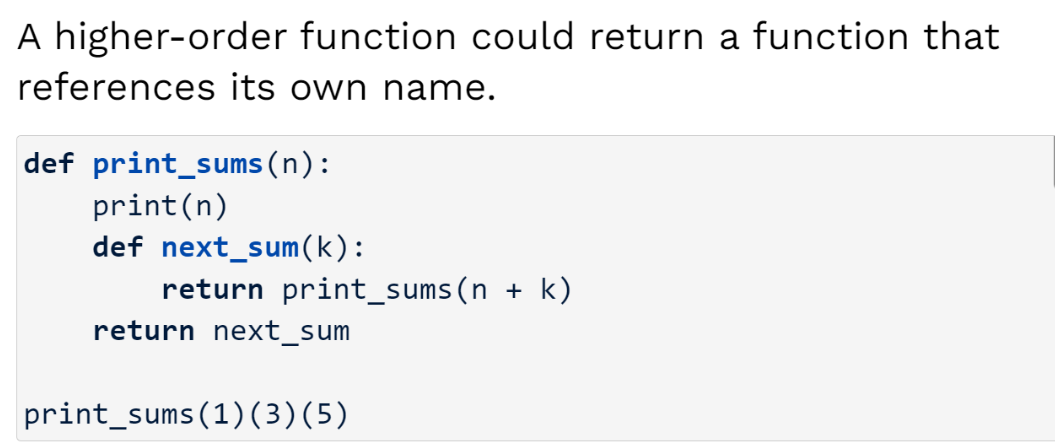 A higher-order function could return a function that
references its own name.
def print_sums(n):
    print(n)
    def next_sum(k):
        return print_sums(n + k)
    return next_sum

print_sums(1)(3)(5)